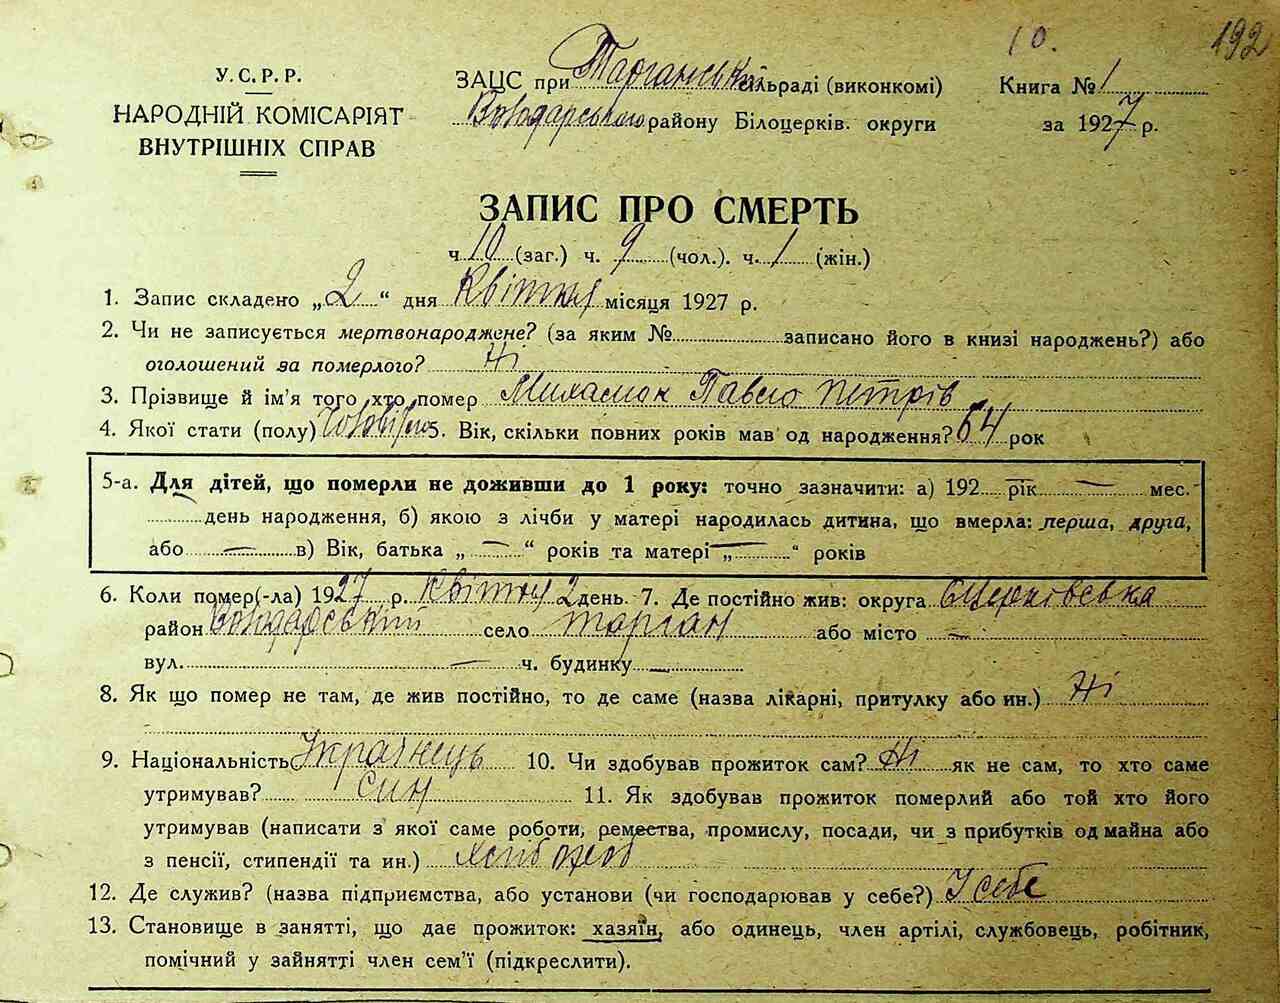 10. 192
У.С.Р.Р.
НАРОДНІЙ КОМІСАРІЯТ
ВНУТРІШНІХ СПРАВ
ЗАЦС при Тарганській сільраді (виконкомі)
Володарського району Білоцерків. округи
Книга № 1
за 1927 р.
ЗАПИС ПРО СМЕРТЬ
ч. 10 (заг.) ч. 9 (чол.). ч. 1 (жін.)
1. Запис складено „2“ дня Квітня місяця 1927 р.
2. Чи не записується мертвонароджене? (за яким № записано його в книзі народжень?) або
оголошений за померлого? Ні
3. Прізвище й ім'я того хто помер Павло Петрів
4. Якої стати (полу) 5. Вік, скільки повних років мав од народження? 64 рок
5-а. Для дітей, що померли не доживши до 1 року: точно зазначити: а) 192 рік — мес.
день народження, б) якою з лічби у матері народилась дитина, що вмерла: перша, друга,
або — в) Вік, батька „—“ років та матері „—“ років
6. Коли помер(-ла) 1927 р. Квітня 2 день. 7. Де постійно жив: округа
район Володарський село Торган або місто —
вул. — ч. будинку —
8. Як що помер не там, де жив постійно, то де саме (назва лікарні, притулку або ин.) Ні
9. Національність Украінець 10. Чи здобував прожиток сам? Ні як не сам, то хто саме
утримував? син 11. Як здобував прожиток померлий або той хто його
утримував (написати з якої саме роботи, ремества, промислу, посади, чи з прибутків од майна або
з пенсії, стипендії та ин.) Хлібороб
12. Де служив? (назва підприємства, або установи (чи господарював у себе?) У себе
13. Становище в занятті, що дає прожиток: хазяїн, або одинець, член артілі, службовець, робітник,
помічний у зайнятті член сем'ї (підкреслити).